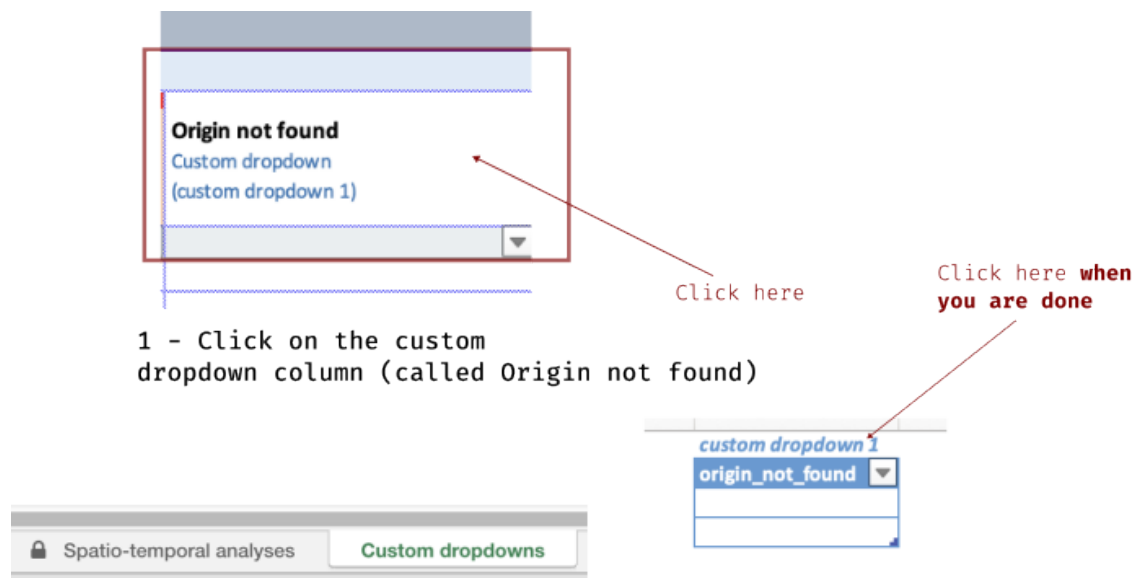 Origin not found
Custom dropdown
(custom dropdown 1)
Click here
Click here when
you are done
1 – Click on the custom
dropdown column (called Origin not found)
custom dropdown 1
origin_not_found
Spatio-temporal analyses
Custom dropdowns